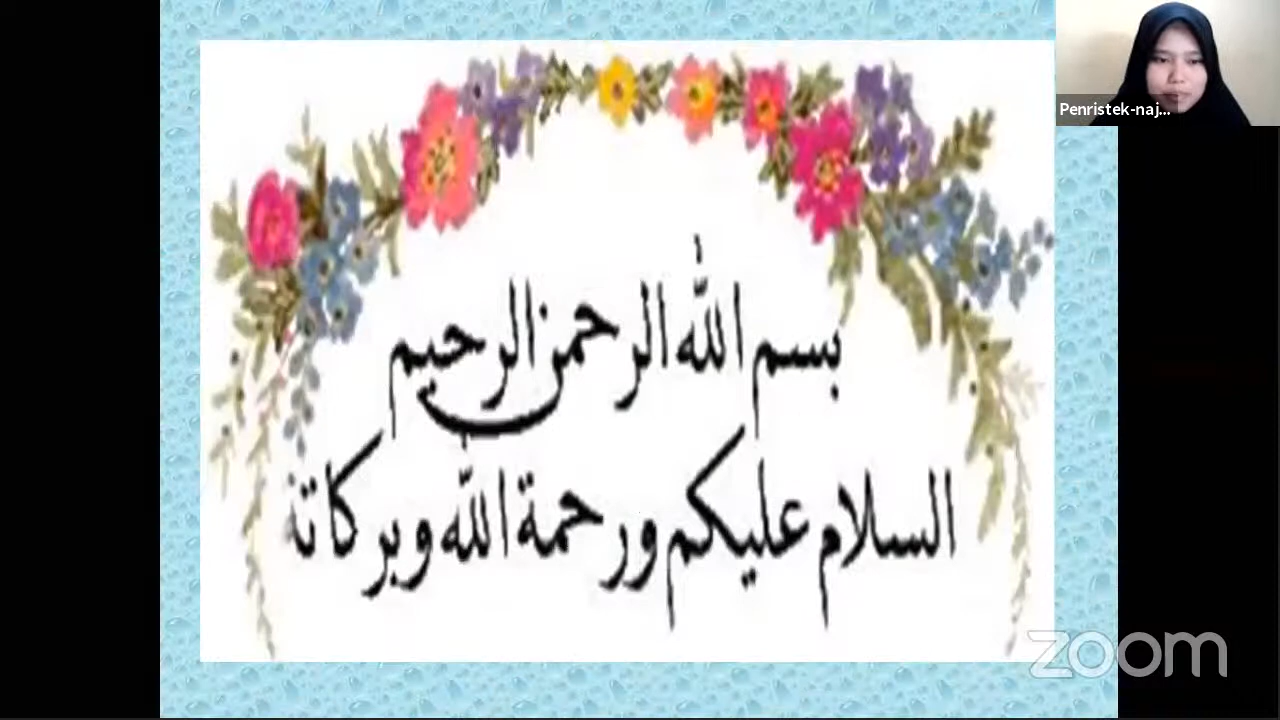 Penristek-naj...
بسم الله الرحمن الرحيم
السلام عليكم ورحمة الله وبركاته
zoom